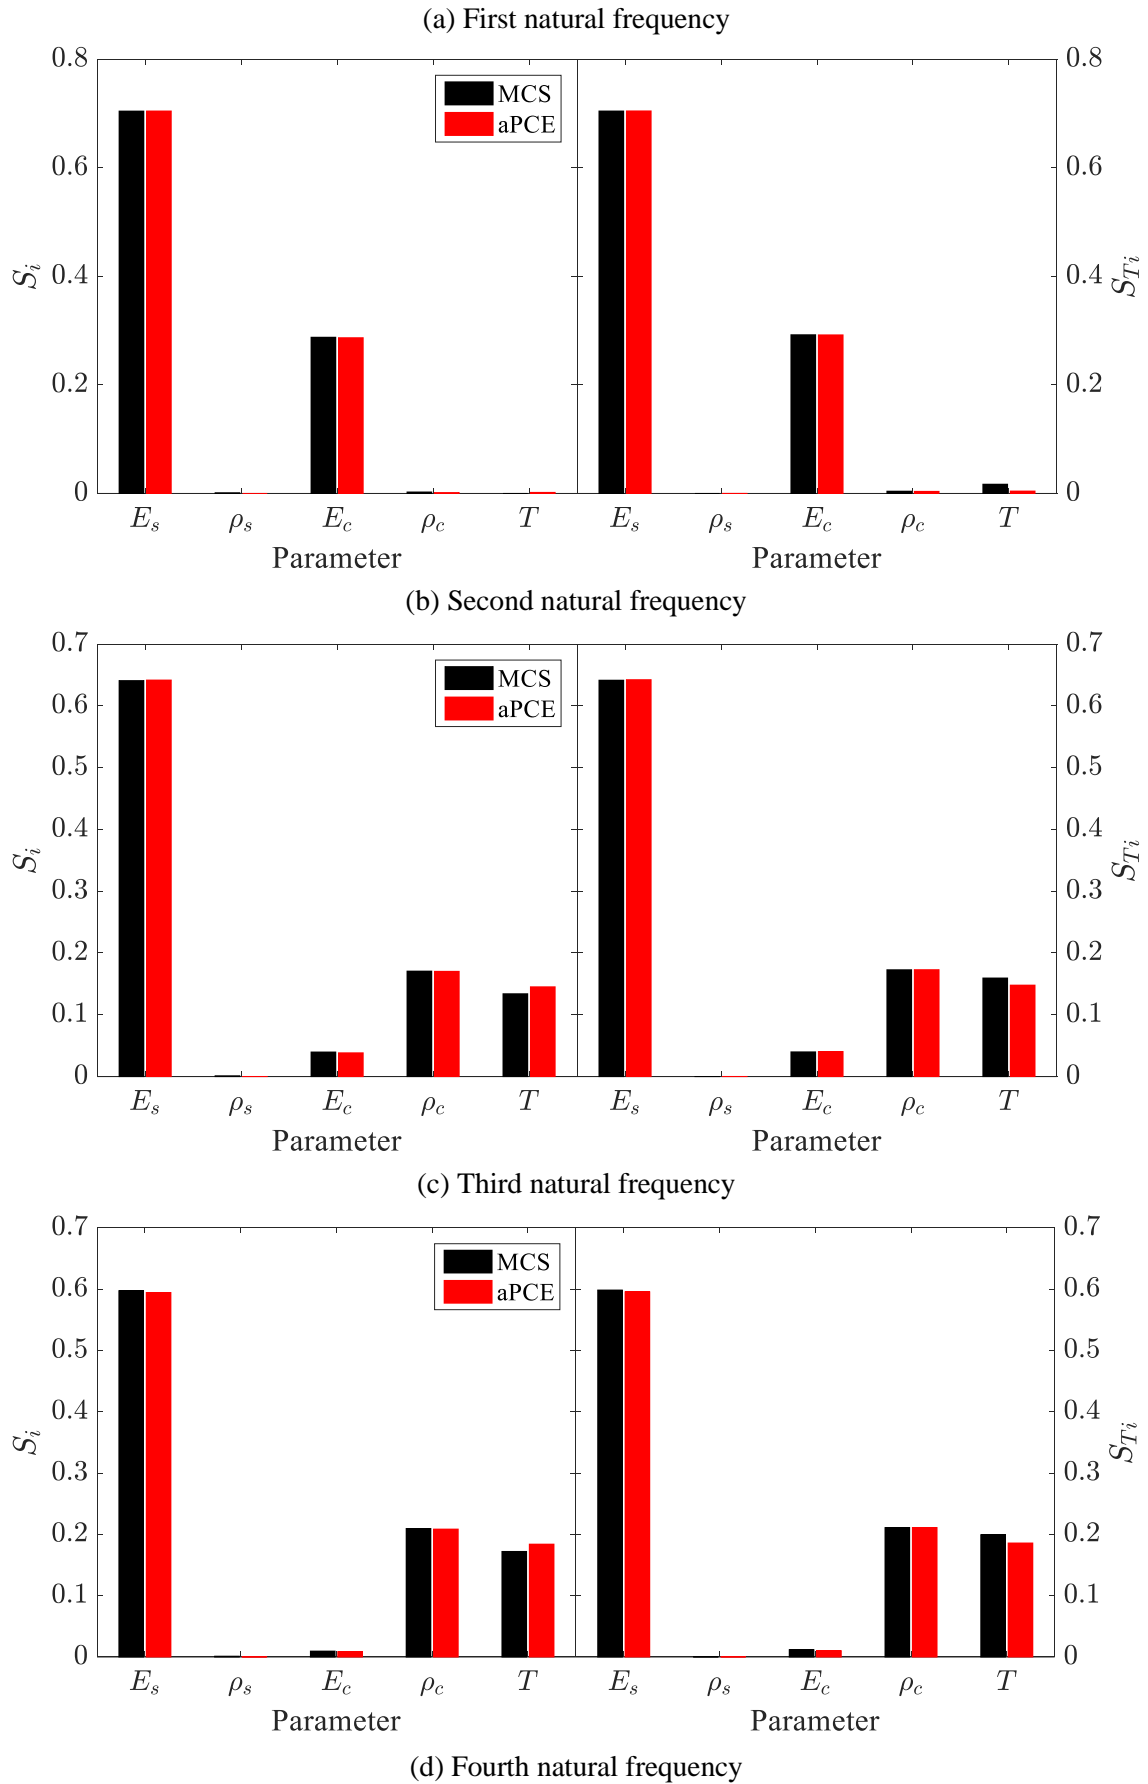 (a) First natural frequency
0.8 0.8
MCS
aPCE
0.6 0.6
0.4 0.4
S_i S_{Ti}
0.2 0.2
0 0
E_s ρ_s E_c ρ_c T E_s ρ_s E_c ρ_c T
Parameter Parameter
(b) Second natural frequency
0.7 0.7
MCS
aPCE
0.6 0.6
0.5 0.5
0.4 0.4
S_i S_{Ti}
0.3 0.3
0.2 0.2
0.1 0.1
0 0
E_s ρ_s E_c ρ_c T E_s ρ_s E_c ρ_c T
Parameter Parameter
(c) Third natural frequency
0.7 0.7
MCS
aPCE
0.6 0.6
0.5 0.5
0.4 0.4
S_i S_{Ti}
0.3 0.3
0.2 0.2
0.1 0.1
0 0
E_s ρ_s E_c ρ_c T E_s ρ_s E_c ρ_c T
Parameter Parameter
(d) Fourth natural frequency